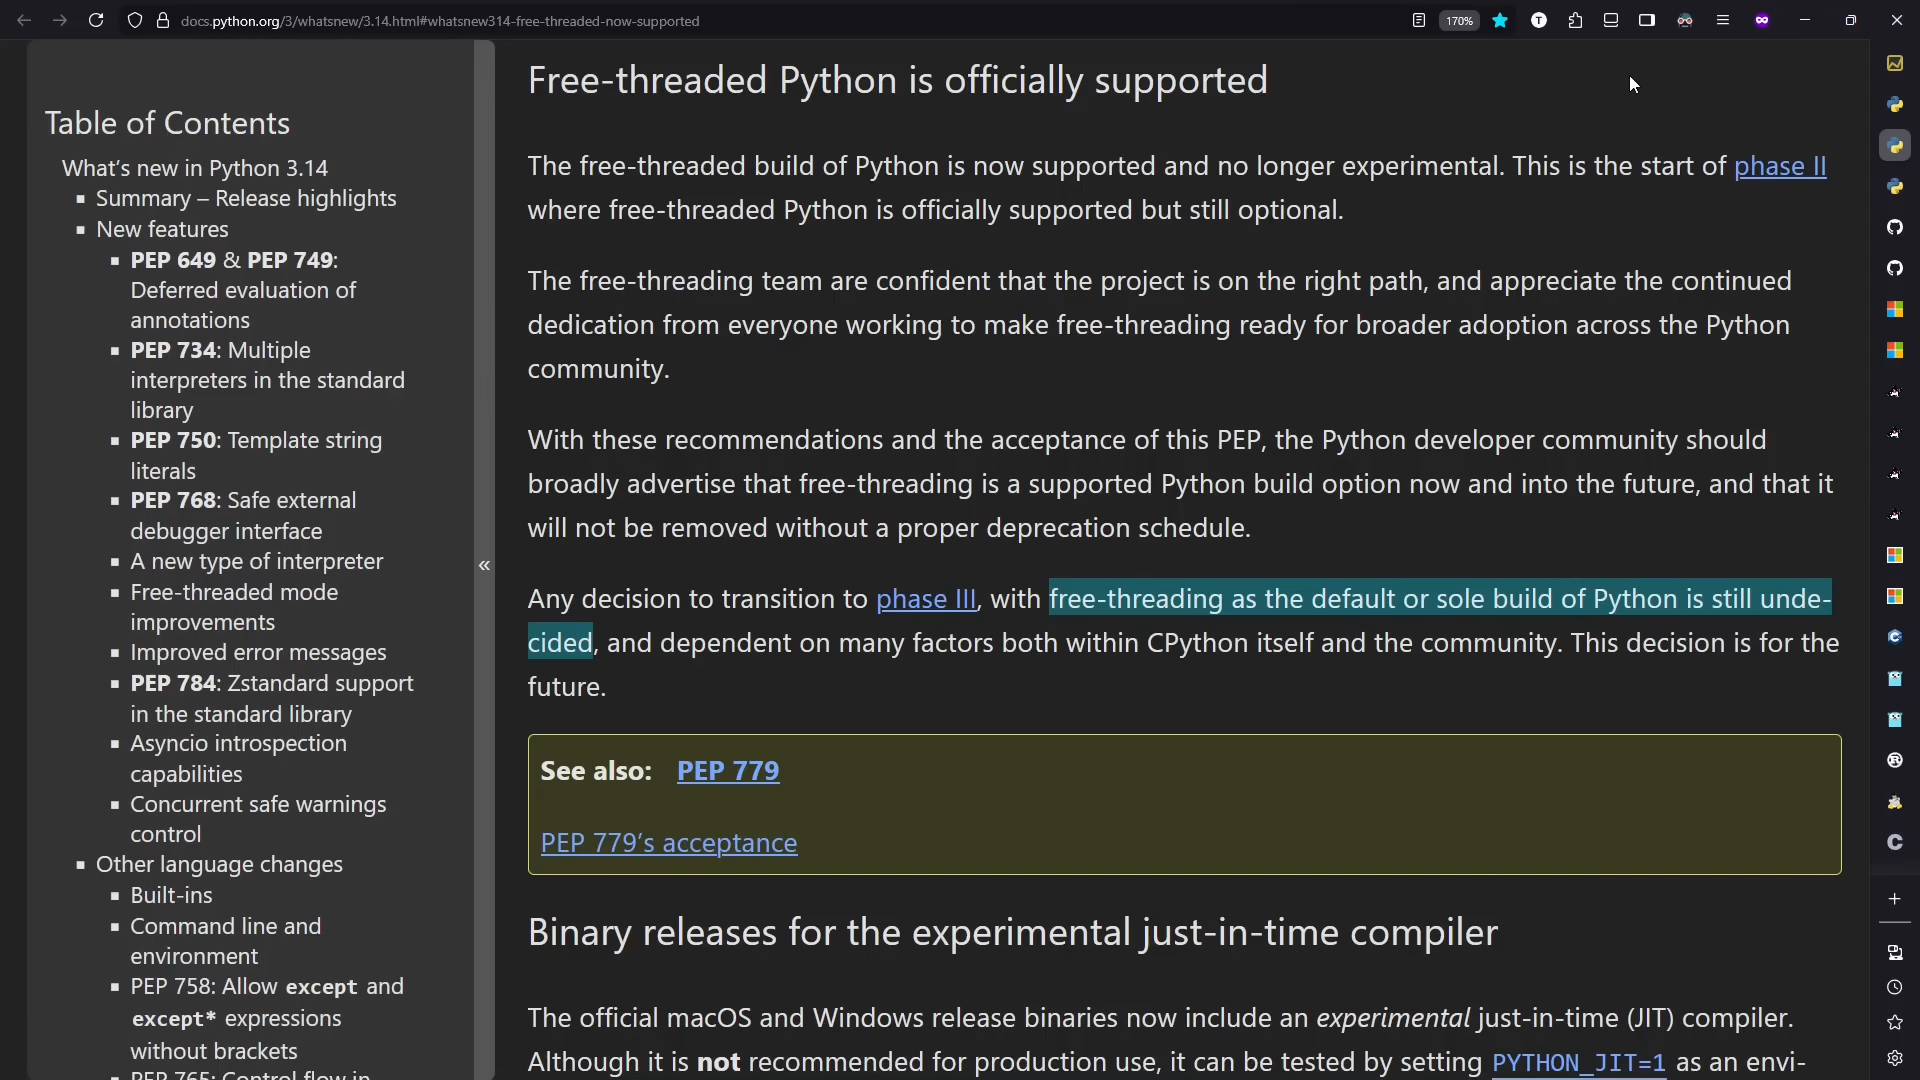 docs.python.org/3/whatsnew/3.14.html#whatsnew314-free-threaded-now-supported
170%
Table of Contents
What's new in Python 3.14
Summary – Release highlights
New features
PEP 649 & PEP 749:
Deferred evaluation of
annotations
PEP 734: Multiple
interpreters in the standard
library
PEP 750: Template string
literals
PEP 768: Safe external
debugger interface
A new type of interpreter
Free-threaded mode
improvements
Improved error messages
PEP 784: Zstandard support
in the standard library
Asyncio introspection
capabilities
Concurrent safe warnings
control
Other language changes
Built-ins
Command line and
environment
PEP 758: Allow except and
except* expressions
without brackets
PEP 765: Control flow in
«
Free-threaded Python is officially supported
The free-threaded build of Python is now supported and no longer experimental. This is the start of phase II
where free-threaded Python is officially supported but still optional.
The free-threading team are confident that the project is on the right path, and appreciate the continued
dedication from everyone working to make free-threading ready for broader adoption across the Python
community.
With these recommendations and the acceptance of this PEP, the Python developer community should
broadly advertise that free-threading is a supported Python build option now and into the future, and that it
will not be removed without a proper deprecation schedule.
Any decision to transition to phase III, with free-threading as the default or sole build of Python is still unde-
cided, and dependent on many factors both within CPython itself and the community. This decision is for the
future.
See also: PEP 779
PEP 779's acceptance
Binary releases for the experimental just-in-time compiler
The official macOS and Windows release binaries now include an experimental just-in-time (JIT) compiler.
Although it is not recommended for production use, it can be tested by setting PYTHON_JIT=1 as an envi-